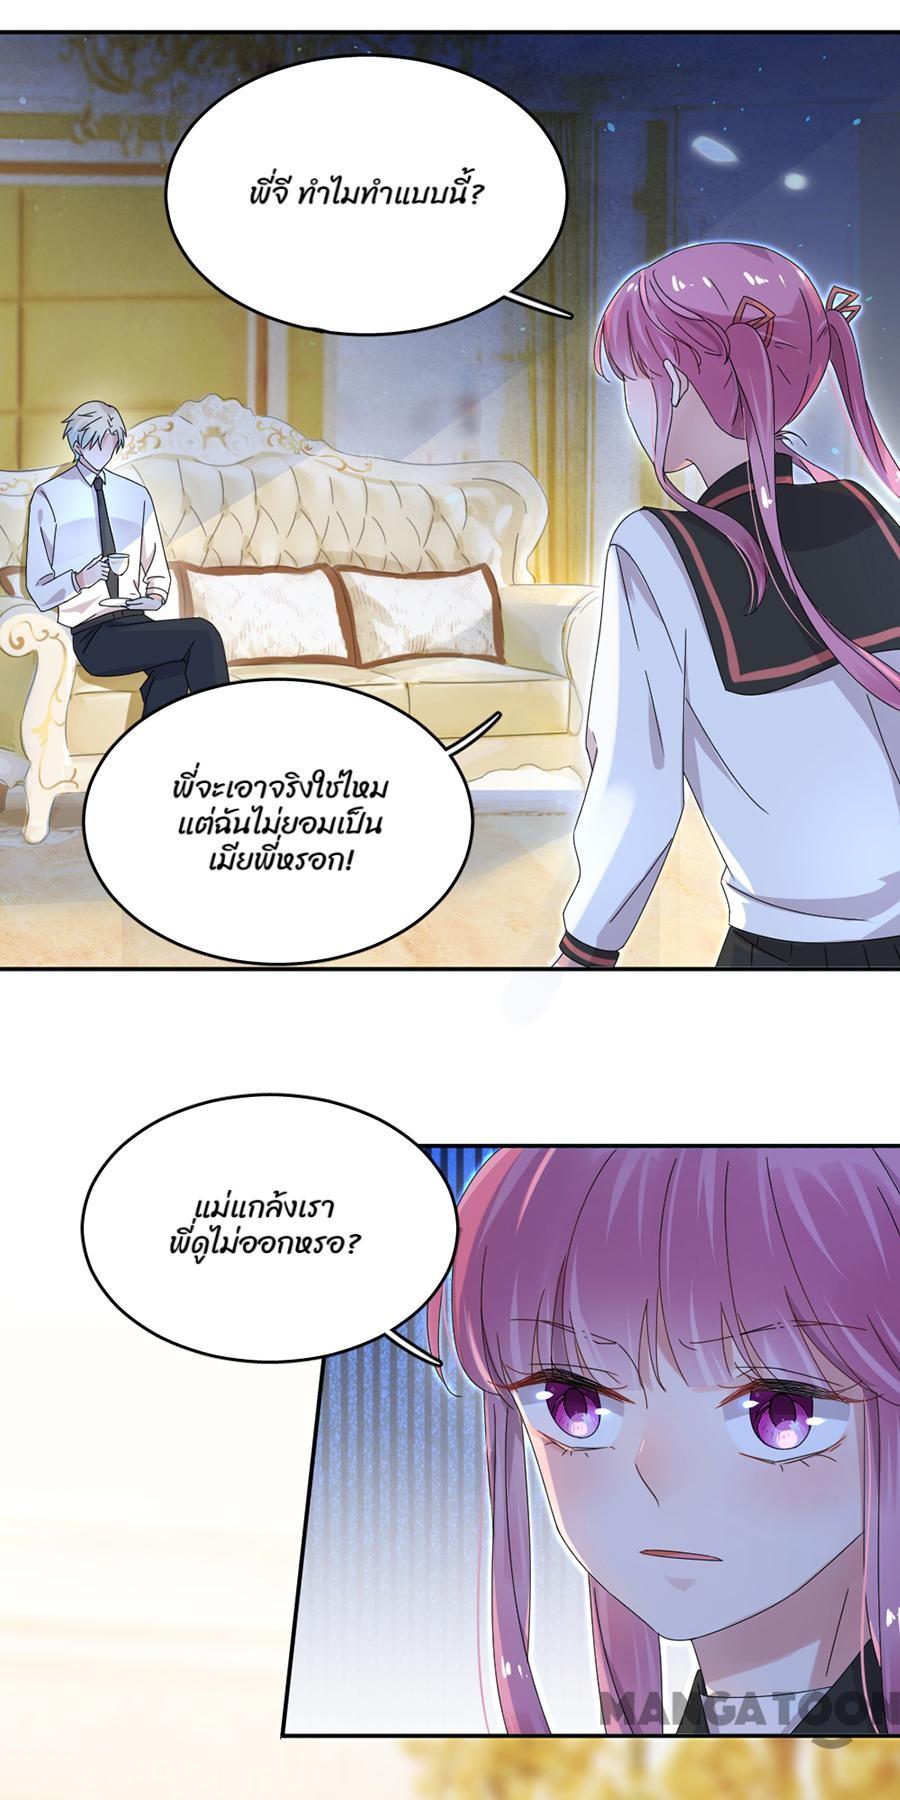 พี่จี ทำไมทำแบบนี้?
พี่จะเอาจริงใช่ไหม
แต่ฉันไม่ยอมเป็น
เมียพี่หรอก!
แม่แกล้งเรา
พี่ดูไม่ออกหรอ?
MANGATOON